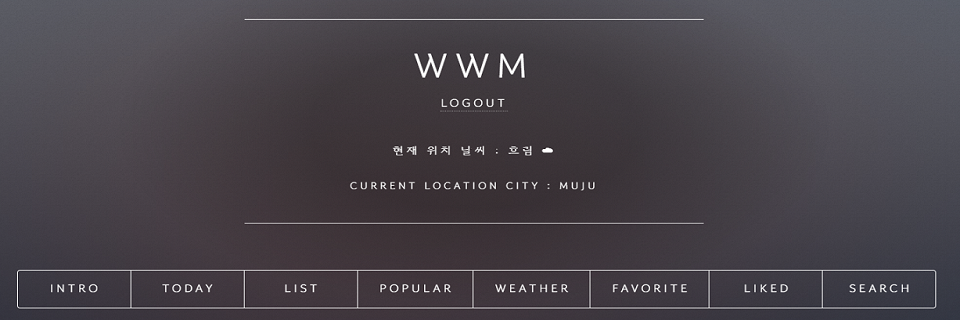 WWM
LOGOUT
현재 위치 날씨 : 흐림
CURRENT LOCATION CITY : MUJU
INTRO TODAY LIST POPULAR WEATHER FAVORITE LIKED SEARCH